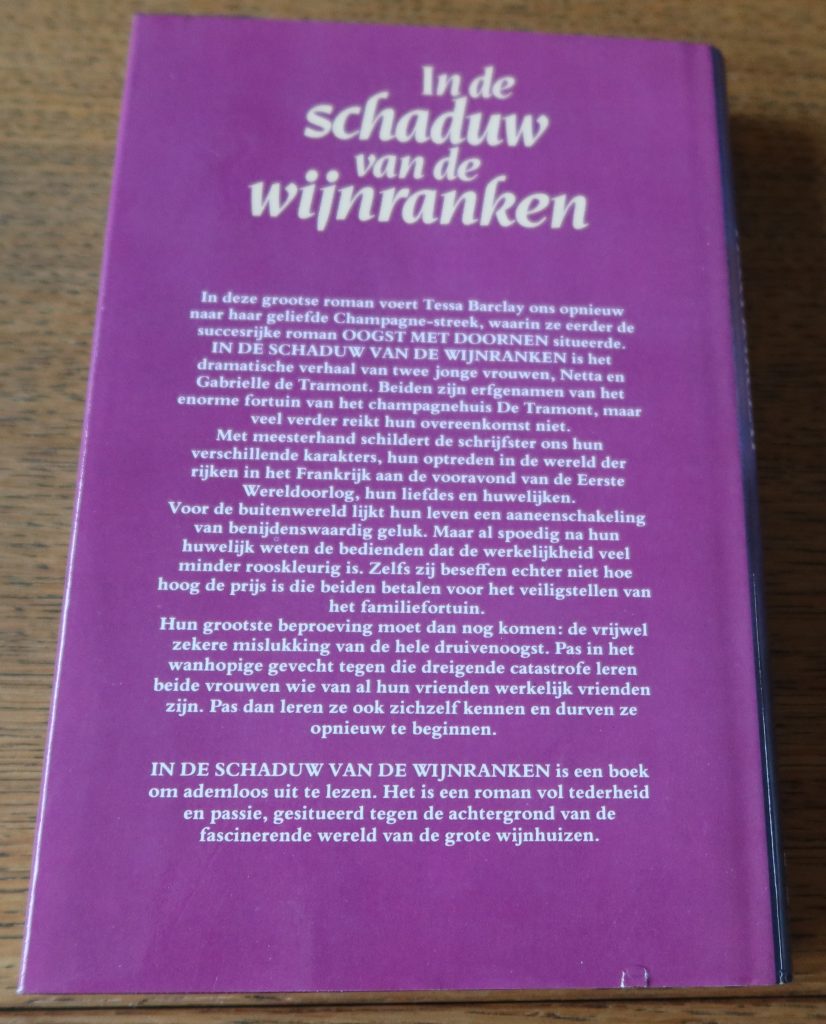 In de
schaduw
van de
wijnranken
In deze grootse roman voert Tessa Barclay ons opnieuw
naar haar geliefde Champagne-streek, waarin ze eerder de
succesrijke roman OOGST MET DOORNEN situeerde.
IN DE SCHADUW VAN DE WIJNRANKEN is het
dramatische verhaal van twee jonge vrouwen, Netta en
Gabrielle de Tramont. Beiden zijn erfgenamen van het
enorme fortuin van het champagnehuis De Tramont, maar
veel verder reikt hun overeenkomst niet.
Met meesterhand schildert de schrijfster ons hun
verschillende karakters, hun optreden in de wereld der
rijken in het Frankrijk aan de vooravond van de Eerste
Wereldoorlog, hun liefdes en huwelijken.
Voor de buitenwereld lijkt hun leven een aaneenschakeling
van benijdenswaardig geluk. Maar al spoedig na hun
huwelijk weten de bedienden dat de werkelijkheid veel
minder rooskleurig is. Zelfs zij beseffen echter niet hoe
hoog de prijs is die beiden betalen voor het veiligstellen van
het familiefortuin.
Hun grootste beproeving moet dan nog komen: de vrijwel
zekere mislukking van de hele druivenoogst. Pas in het
wanhopige gevecht tegen die dreigende catastrofe leren
beide vrouwen wie van al hun vrienden werkelijk vrienden
zijn. Pas dan leren ze ook zichzelf kennen en durven ze
opnieuw te beginnen.
IN DE SCHADUW VAN DE WIJNRANKEN is een boek
om ademloos uit te lezen. Het is een roman vol tederheid
en passie, gesitueerd tegen de achtergrond van de
fascinerende wereld van de grote wijnhuizen.